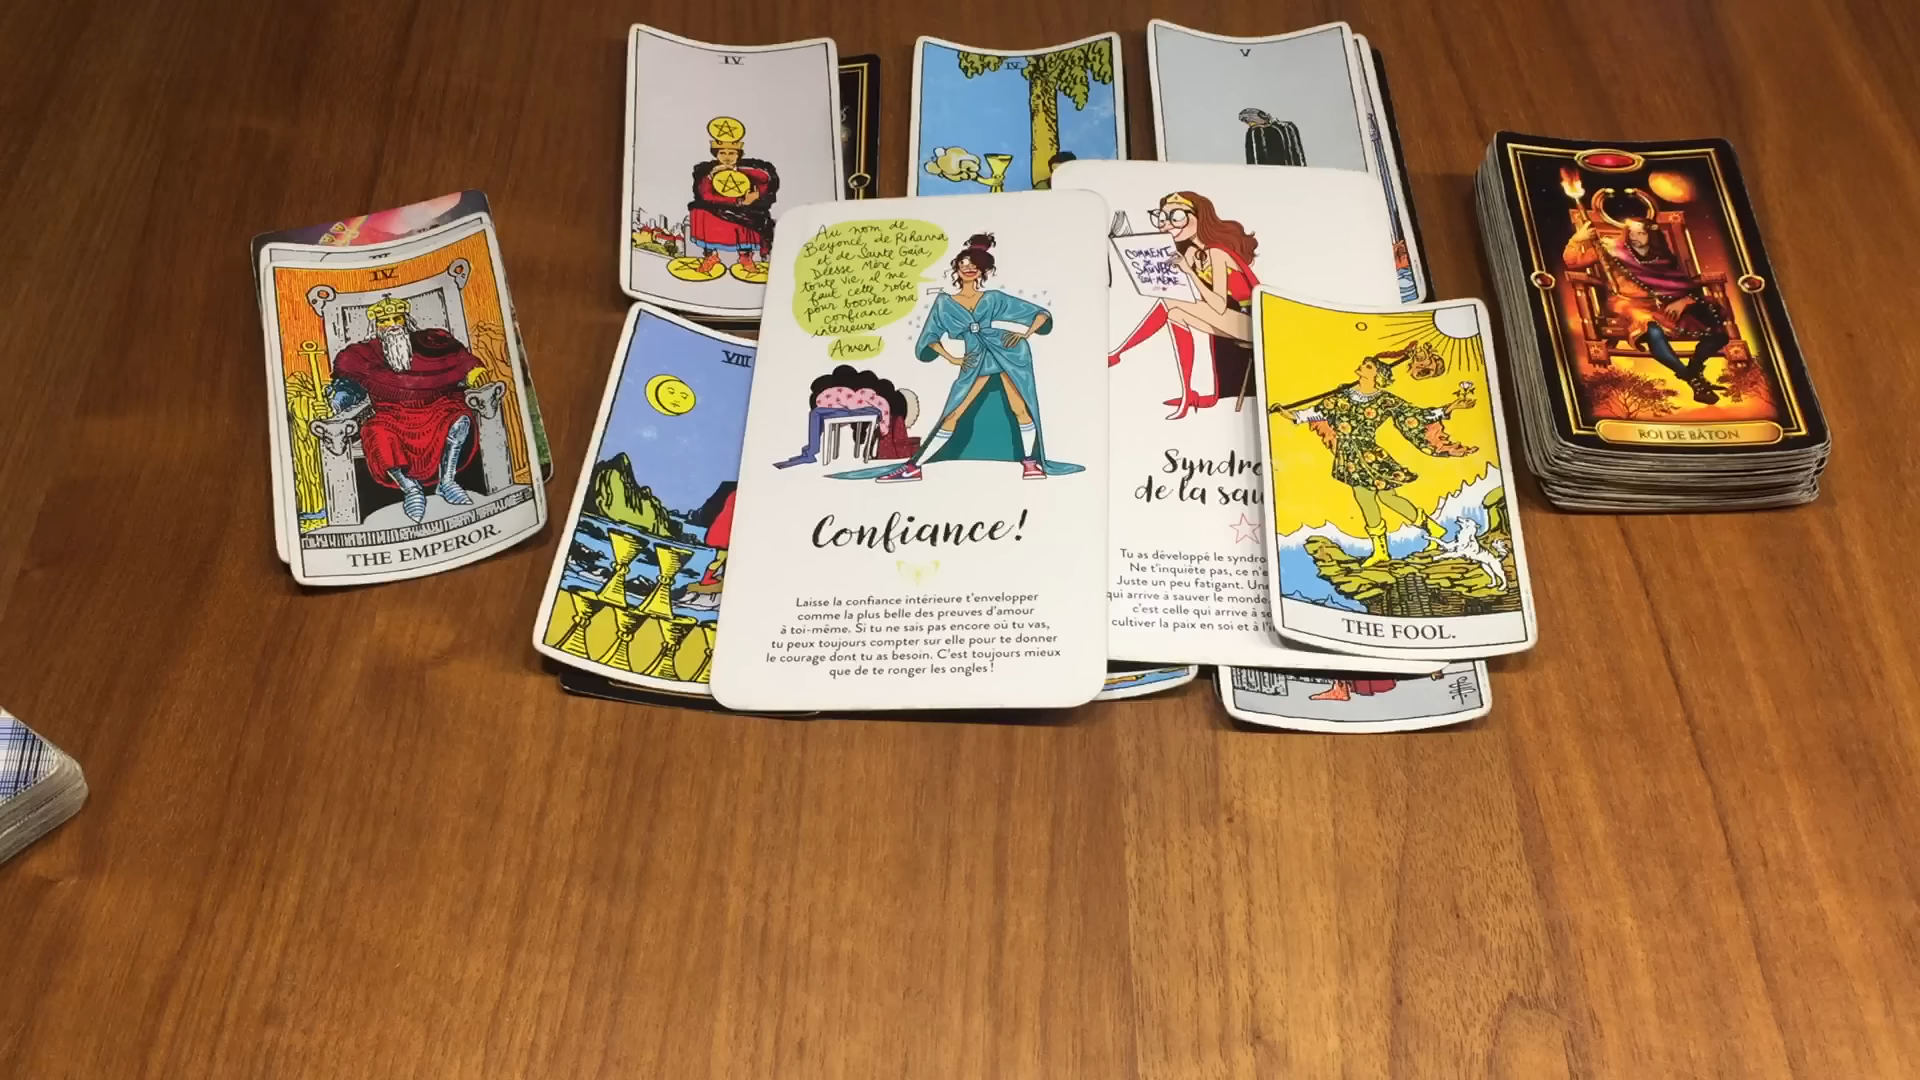 IV
IV
V
IV
THE EMPEROR.
VIII
Au nom de
Beyoncé, de Rihanna
et de Sainte Gaïa,
Déesse Mère de
toute vie, il me
faut cette robe
pour booster ma
confiance
intérieure
Amen!
Confiance!
Laisse la confiance intérieure t'envelopper
comme la plus belle des preuves d'amour
à toi-même. Si tu ne sais pas encore où tu vas,
tu peux toujours compter sur elle pour te donner
le courage dont tu as besoin. C'est toujours mieux
que de te ronger les ongles !
COMMENT
SE
SAUVER
SOI-MÊME
Syndro
de la sau
Tu as développé le syndro
Ne t'inquiète pas, ce n'e
Juste un peu fatigant. Un
qui arrive à sauver le monde
c'est celle qui arrive à
cultiver la paix en soi et à l'
0
THE FOOL.
ROI DE BÂTON